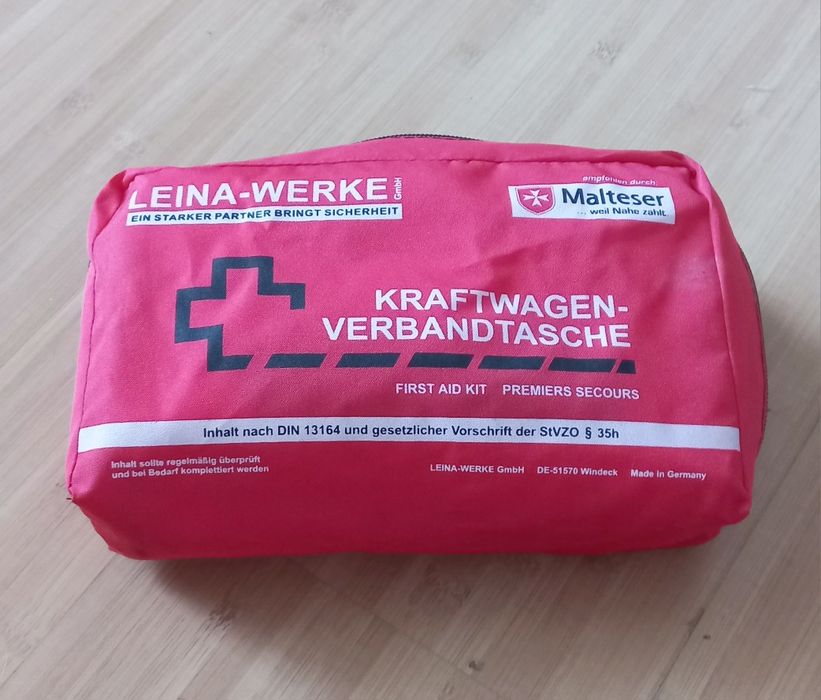 LEINA-WERKE GmbH
EIN STARKER PARTNER BRINGT SICHERHEIT
empfohlen durch:
Malteser
... weil Nähe zählt.
KRAFTWAGEN-
VERBANDTASCHE
FIRST AID KIT PREMIERS SECOURS
Inhalt nach DIN 13164 und gesetzlicher Vorschrift der StVZO § 35h
Inhalt sollte regelmäßig überprüft
und bei Bedarf komplettiert werden
LEINA-WERKE GmbH DE-51570 Windeck Made in Germany